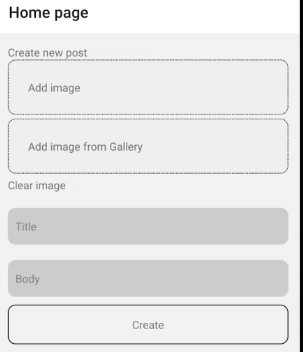 Home page
Create new post
Add image
Add image from Gallery
Clear image
Title
Body
Create